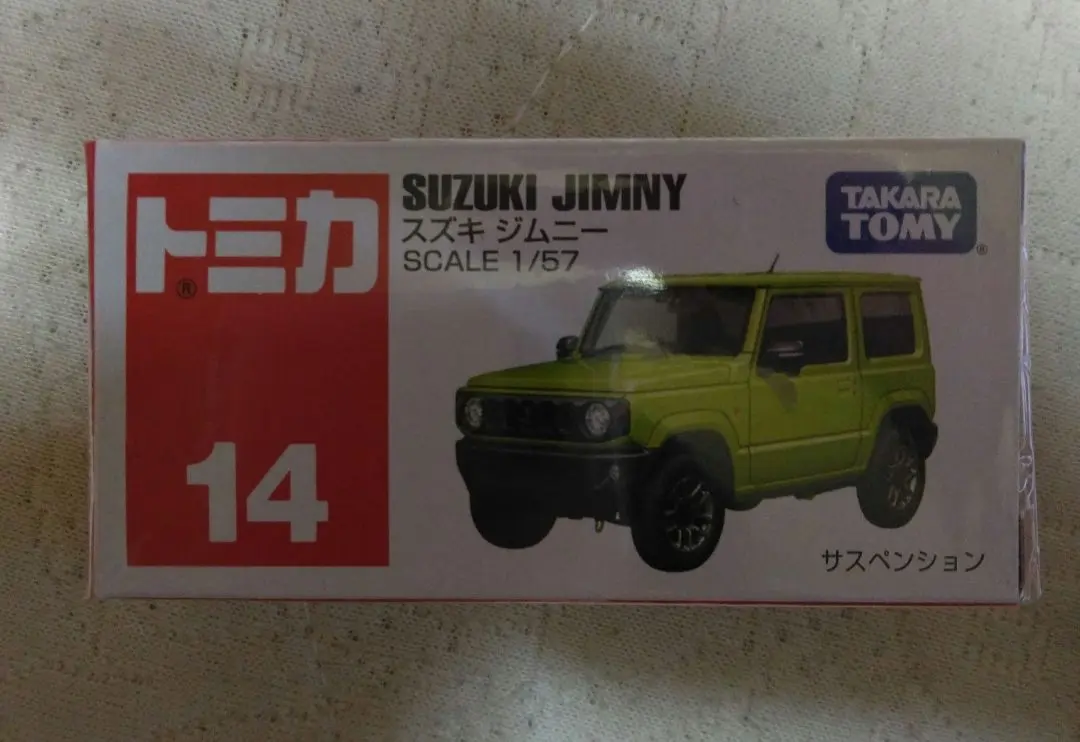 トミカ
®
14
SUZUKI JIMNY
スズキ ジムニー
SCALE 1/57
TAKARA
TOMY
®
サスペンション